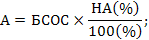 А = БСОС × НА(%)/100(%);